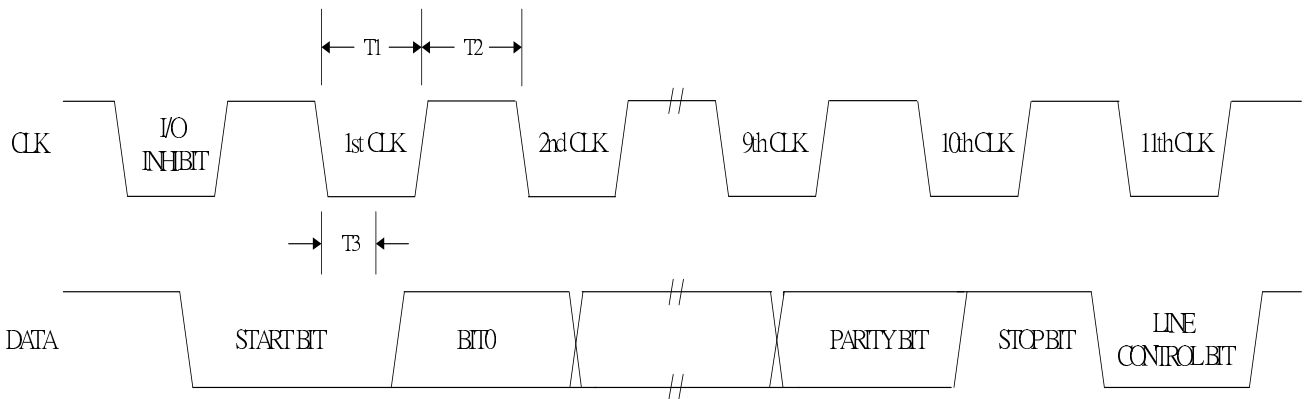 T1
T2
CLK
I/O
INHIBIT
1st CLK
2nd CLK
9th CLK
10th CLK
11th CLK
T3
DATA
START BIT
BIT0
PARITY BIT
STOP BIT
LINE
CONTROL BIT